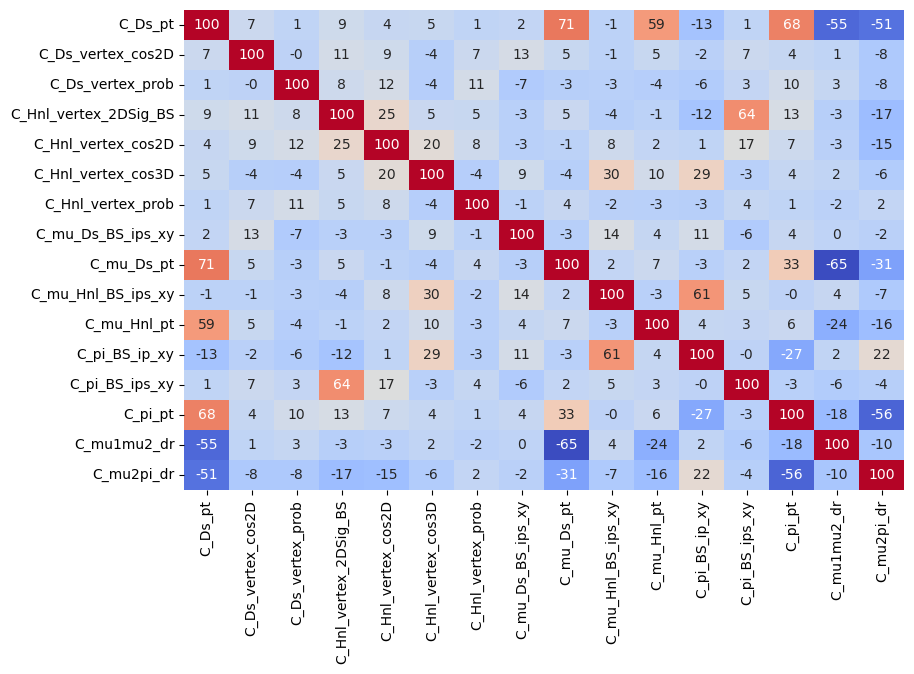 C_Ds_pt 100 7 1 9 4 5 1 2 71 -1 59 -13 1 68 -55 -51
C_Ds_vertex_cos2D 7 100 -0 11 9 -4 7 13 5 -1 5 -2 7 4 1 -8
C_Ds_vertex_prob 1 -0 100 8 12 -4 11 -7 -3 -3 -4 -6 3 10 3 -8
C_Hnl_vertex_2DSig_BS 9 11 8 100 25 5 5 -3 5 -4 -1 -12 64 13 -3 -17
C_Hnl_vertex_cos2D 4 9 12 25 100 20 8 -3 -1 8 2 1 17 7 -3 -15
C_Hnl_vertex_cos3D 5 -4 -4 5 20 100 -4 9 -4 30 10 29 -3 4 2 -6
C_Hnl_vertex_prob 1 7 11 5 8 -4 100 -1 4 -2 -3 -3 4 1 -2 2
C_mu_Ds_BS_ips_xy 2 13 -7 -3 -3 9 -1 100 -3 14 4 11 -6 4 0 -2
C_mu_Ds_pt 71 5 -3 5 -1 -4 4 -3 100 2 7 -3 2 33 -65 -31
C_mu_Hnl_BS_ips_xy -1 -1 -3 -4 8 30 -2 14 2 100 -3 61 5 -0 4 -7
C_mu_Hnl_pt 59 5 -4 -1 2 10 -3 4 7 -3 100 4 3 6 -24 -16
C_pi_BS_ip_xy -13 -2 -6 -12 1 29 -3 11 -3 61 4 100 -0 -27 2 22
C_pi_BS_ips_xy 1 7 3 64 17 -3 4 -6 2 5 3 -0 100 -3 -6 -4
C_pi_pt 68 4 10 13 7 4 1 4 33 -0 6 -27 -3 100 -18 -56
C_mu1mu2_dr -55 1 3 -3 -3 2 -2 0 -65 4 -24 2 -6 -18 100 -10
C_mu2pi_dr -51 -8 -8 -17 -15 -6 2 -2 -31 -7 -16 22 -4 -56 -10 100
C_Ds_pt
C_Ds_vertex_cos2D
C_Ds_vertex_prob
C_Hnl_vertex_2DSig_BS
C_Hnl_vertex_cos2D
C_Hnl_vertex_cos3D
C_Hnl_vertex_prob
C_mu_Ds_BS_ips_xy
C_mu_Ds_pt
C_mu_Hnl_BS_ips_xy
C_mu_Hnl_pt
C_pi_BS_ip_xy
C_pi_BS_ips_xy
C_pi_pt
C_mu1mu2_dr
C_mu2pi_dr